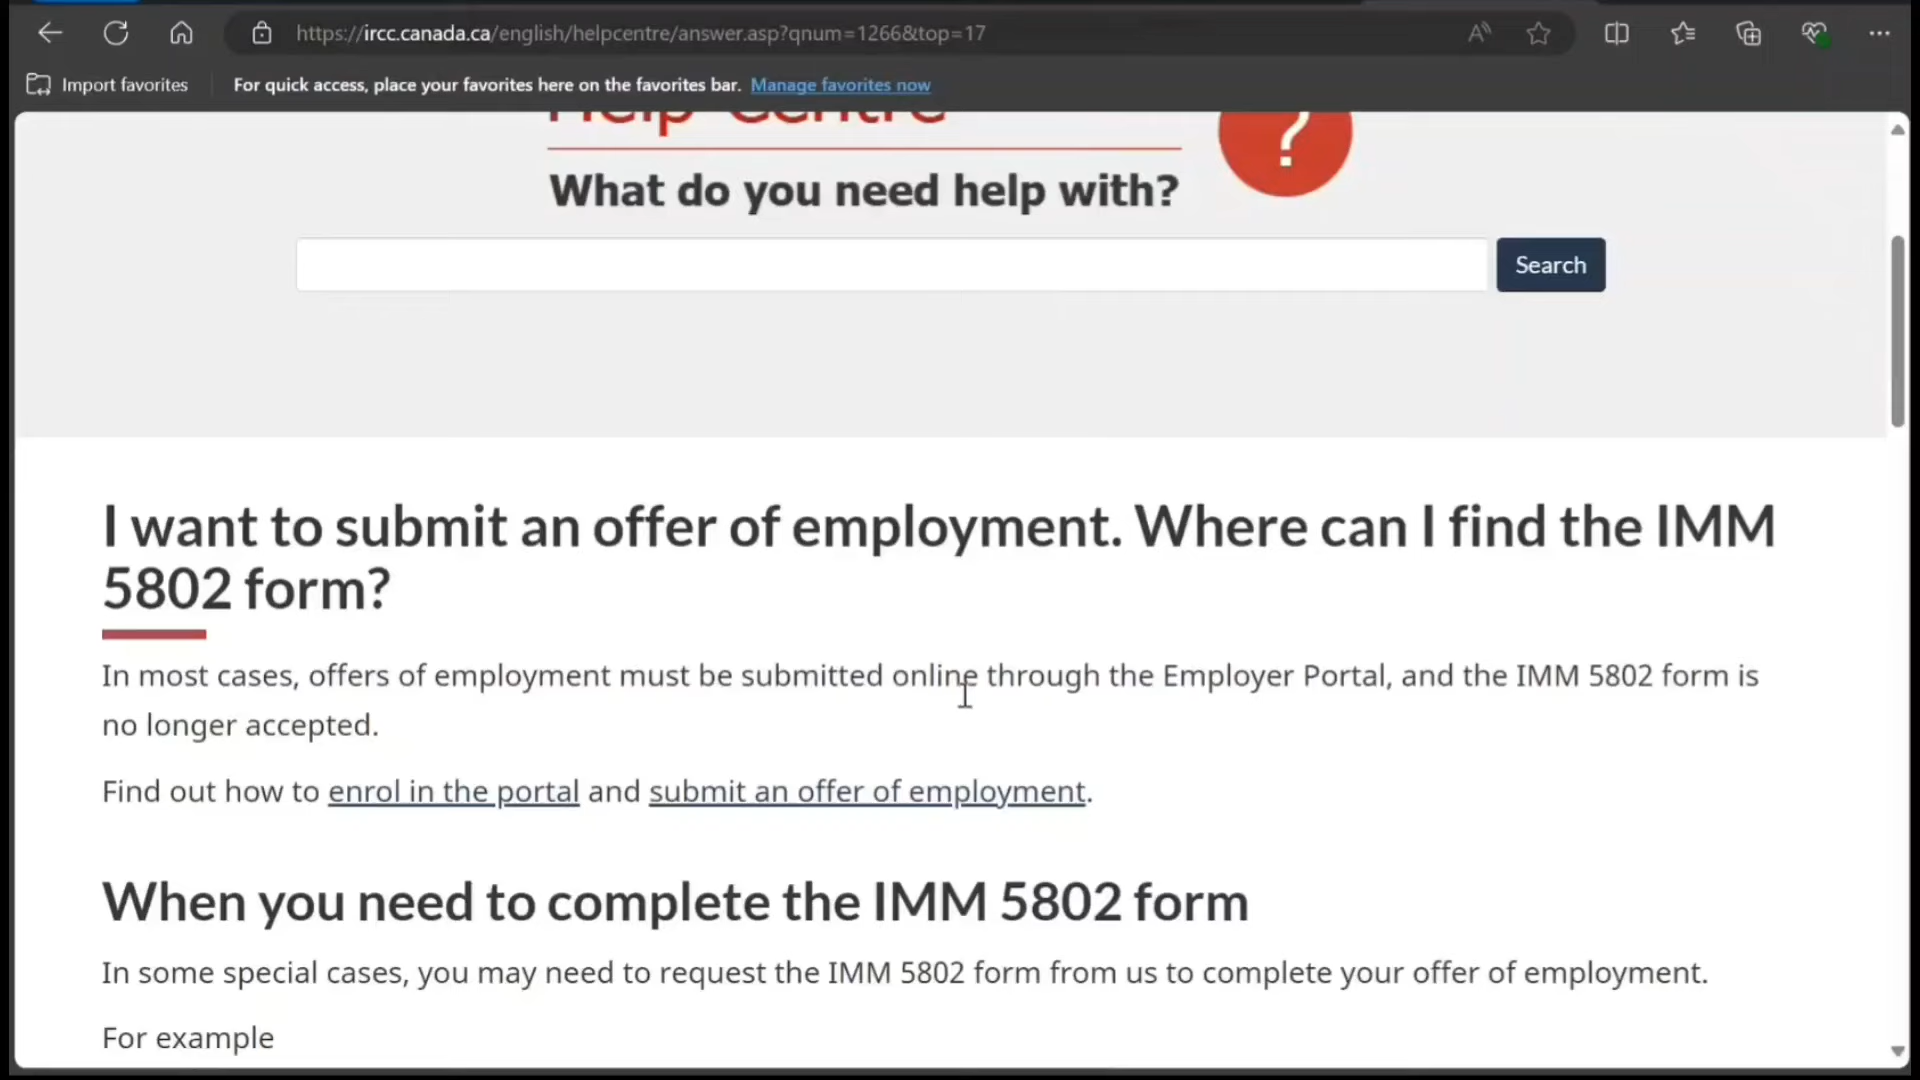 https://ircc.canada.ca/english/helpcentre/answer.asp?qnum=1266&top=17
Import favorites
For quick access, place your favorites here on the favorites bar. Manage favorites now
Help Centre
?
What do you need help with?
Search
I want to submit an offer of employment. Where can I find the IMM
5802 form?
In most cases, offers of employment must be submitted online through the Employer Portal, and the IMM 5802 form is
no longer accepted.
Find out how to enrol in the portal and submit an offer of employment.
When you need to complete the IMM 5802 form
In some special cases, you may need to request the IMM 5802 form from us to complete your offer of employment.
For example